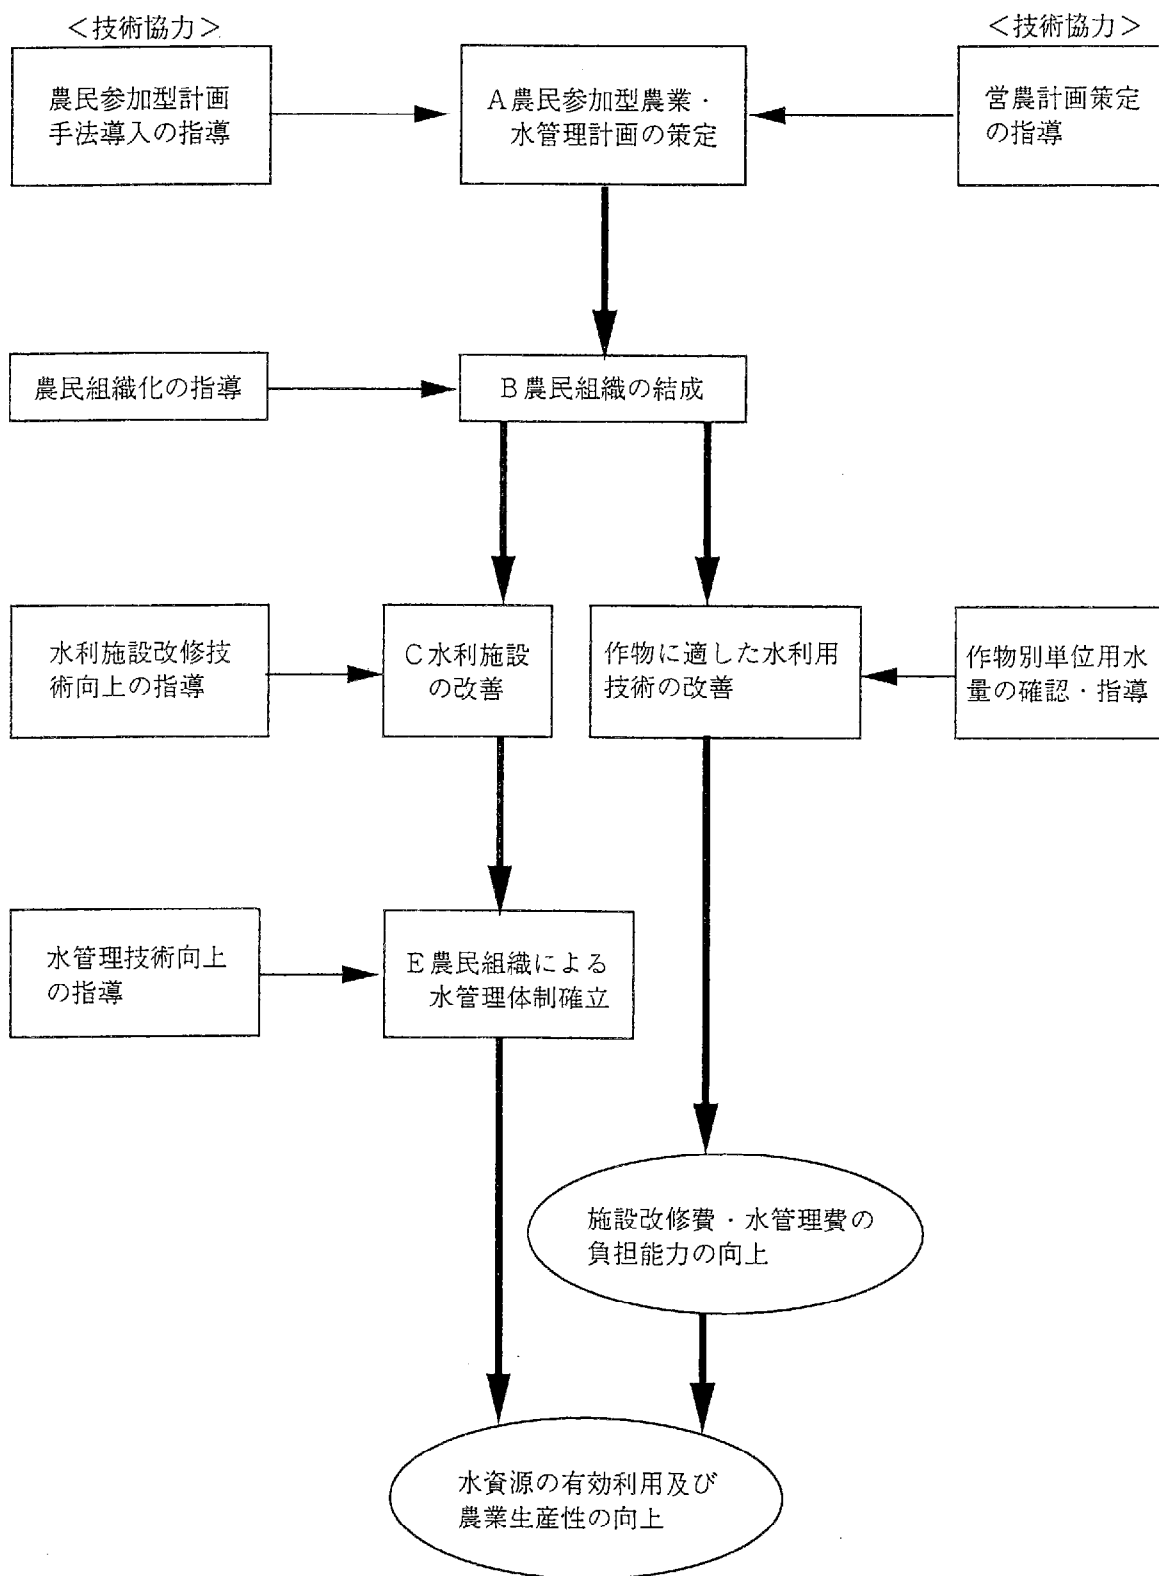 <技術協力>
<技術協力>
農民参加型計画
手法導入の指導
A農民参加型農業・
水管理計画の策定
営農計画策定
の指導
農民組織化の指導
B農民組織の結成
水利施設改修技
術向上の指導
C水利施設
の改善
作物に適した水利用
技術の改善
作物別単位用水
量の確認・指導
水管理技術向上
の指導
E農民組織による
水管理体制確立
施設改修費・水管理費の
負担能力の向上
水資源の有効利用及び
農業生産性の向上